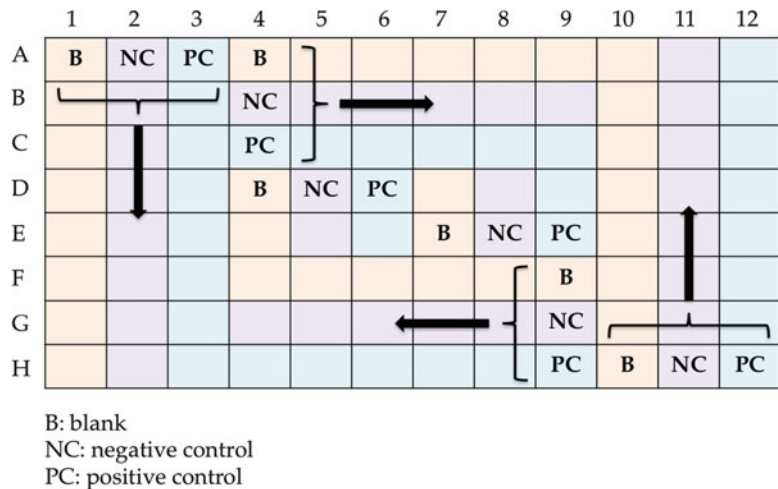 1 2 3 4 5 6 7 8 9 10 11 12
A B NC PC B
B NC
C PC
D B NC PC
E B NC PC
F B
G NC
H PC B NC PC
B: blank
NC: negative control
PC: positive control